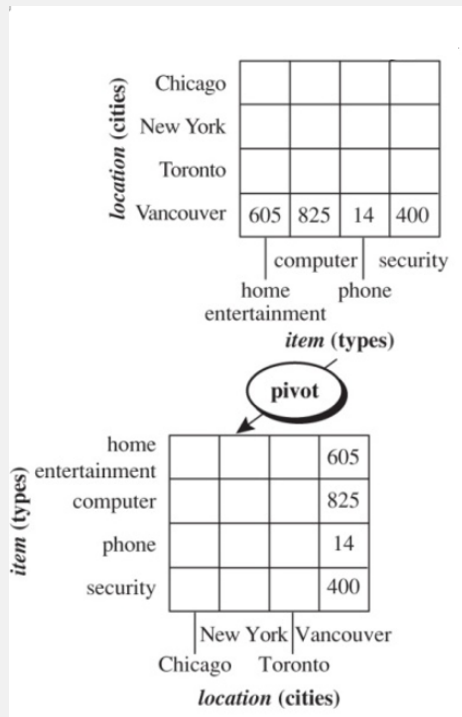 location (cities)
Chicago
New York
Toronto
Vancouver 605 825 14 400
computer security
home phone
entertainment
item (types)
pivot
item (types)
home
entertainment 605
computer 825
phone 14
security 400
New York Vancouver
Chicago Toronto
location (cities)